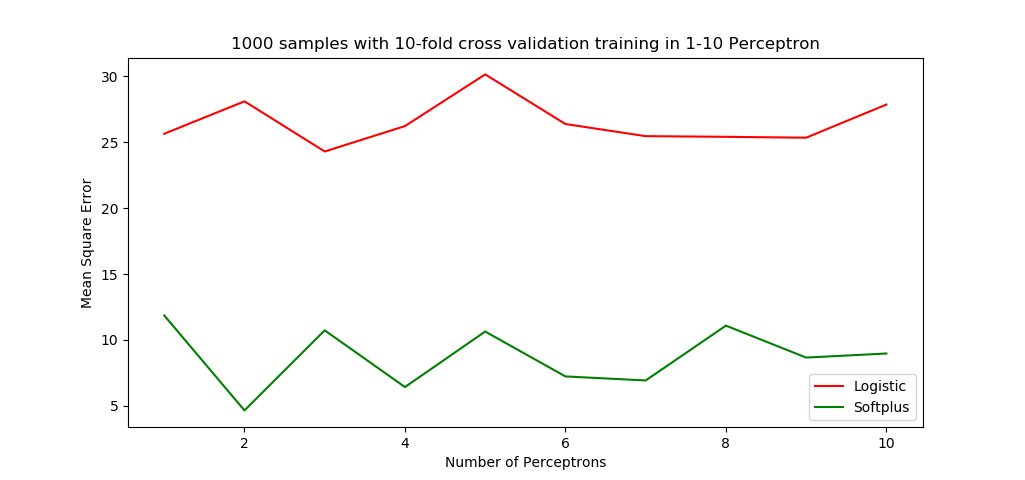 1000 samples with 10-fold cross validation training in 1-10 Perceptron
30
25
20
15
10
5
Mean Square Error
2
4
6
8
10
Number of Perceptrons
Logistic
Softplus